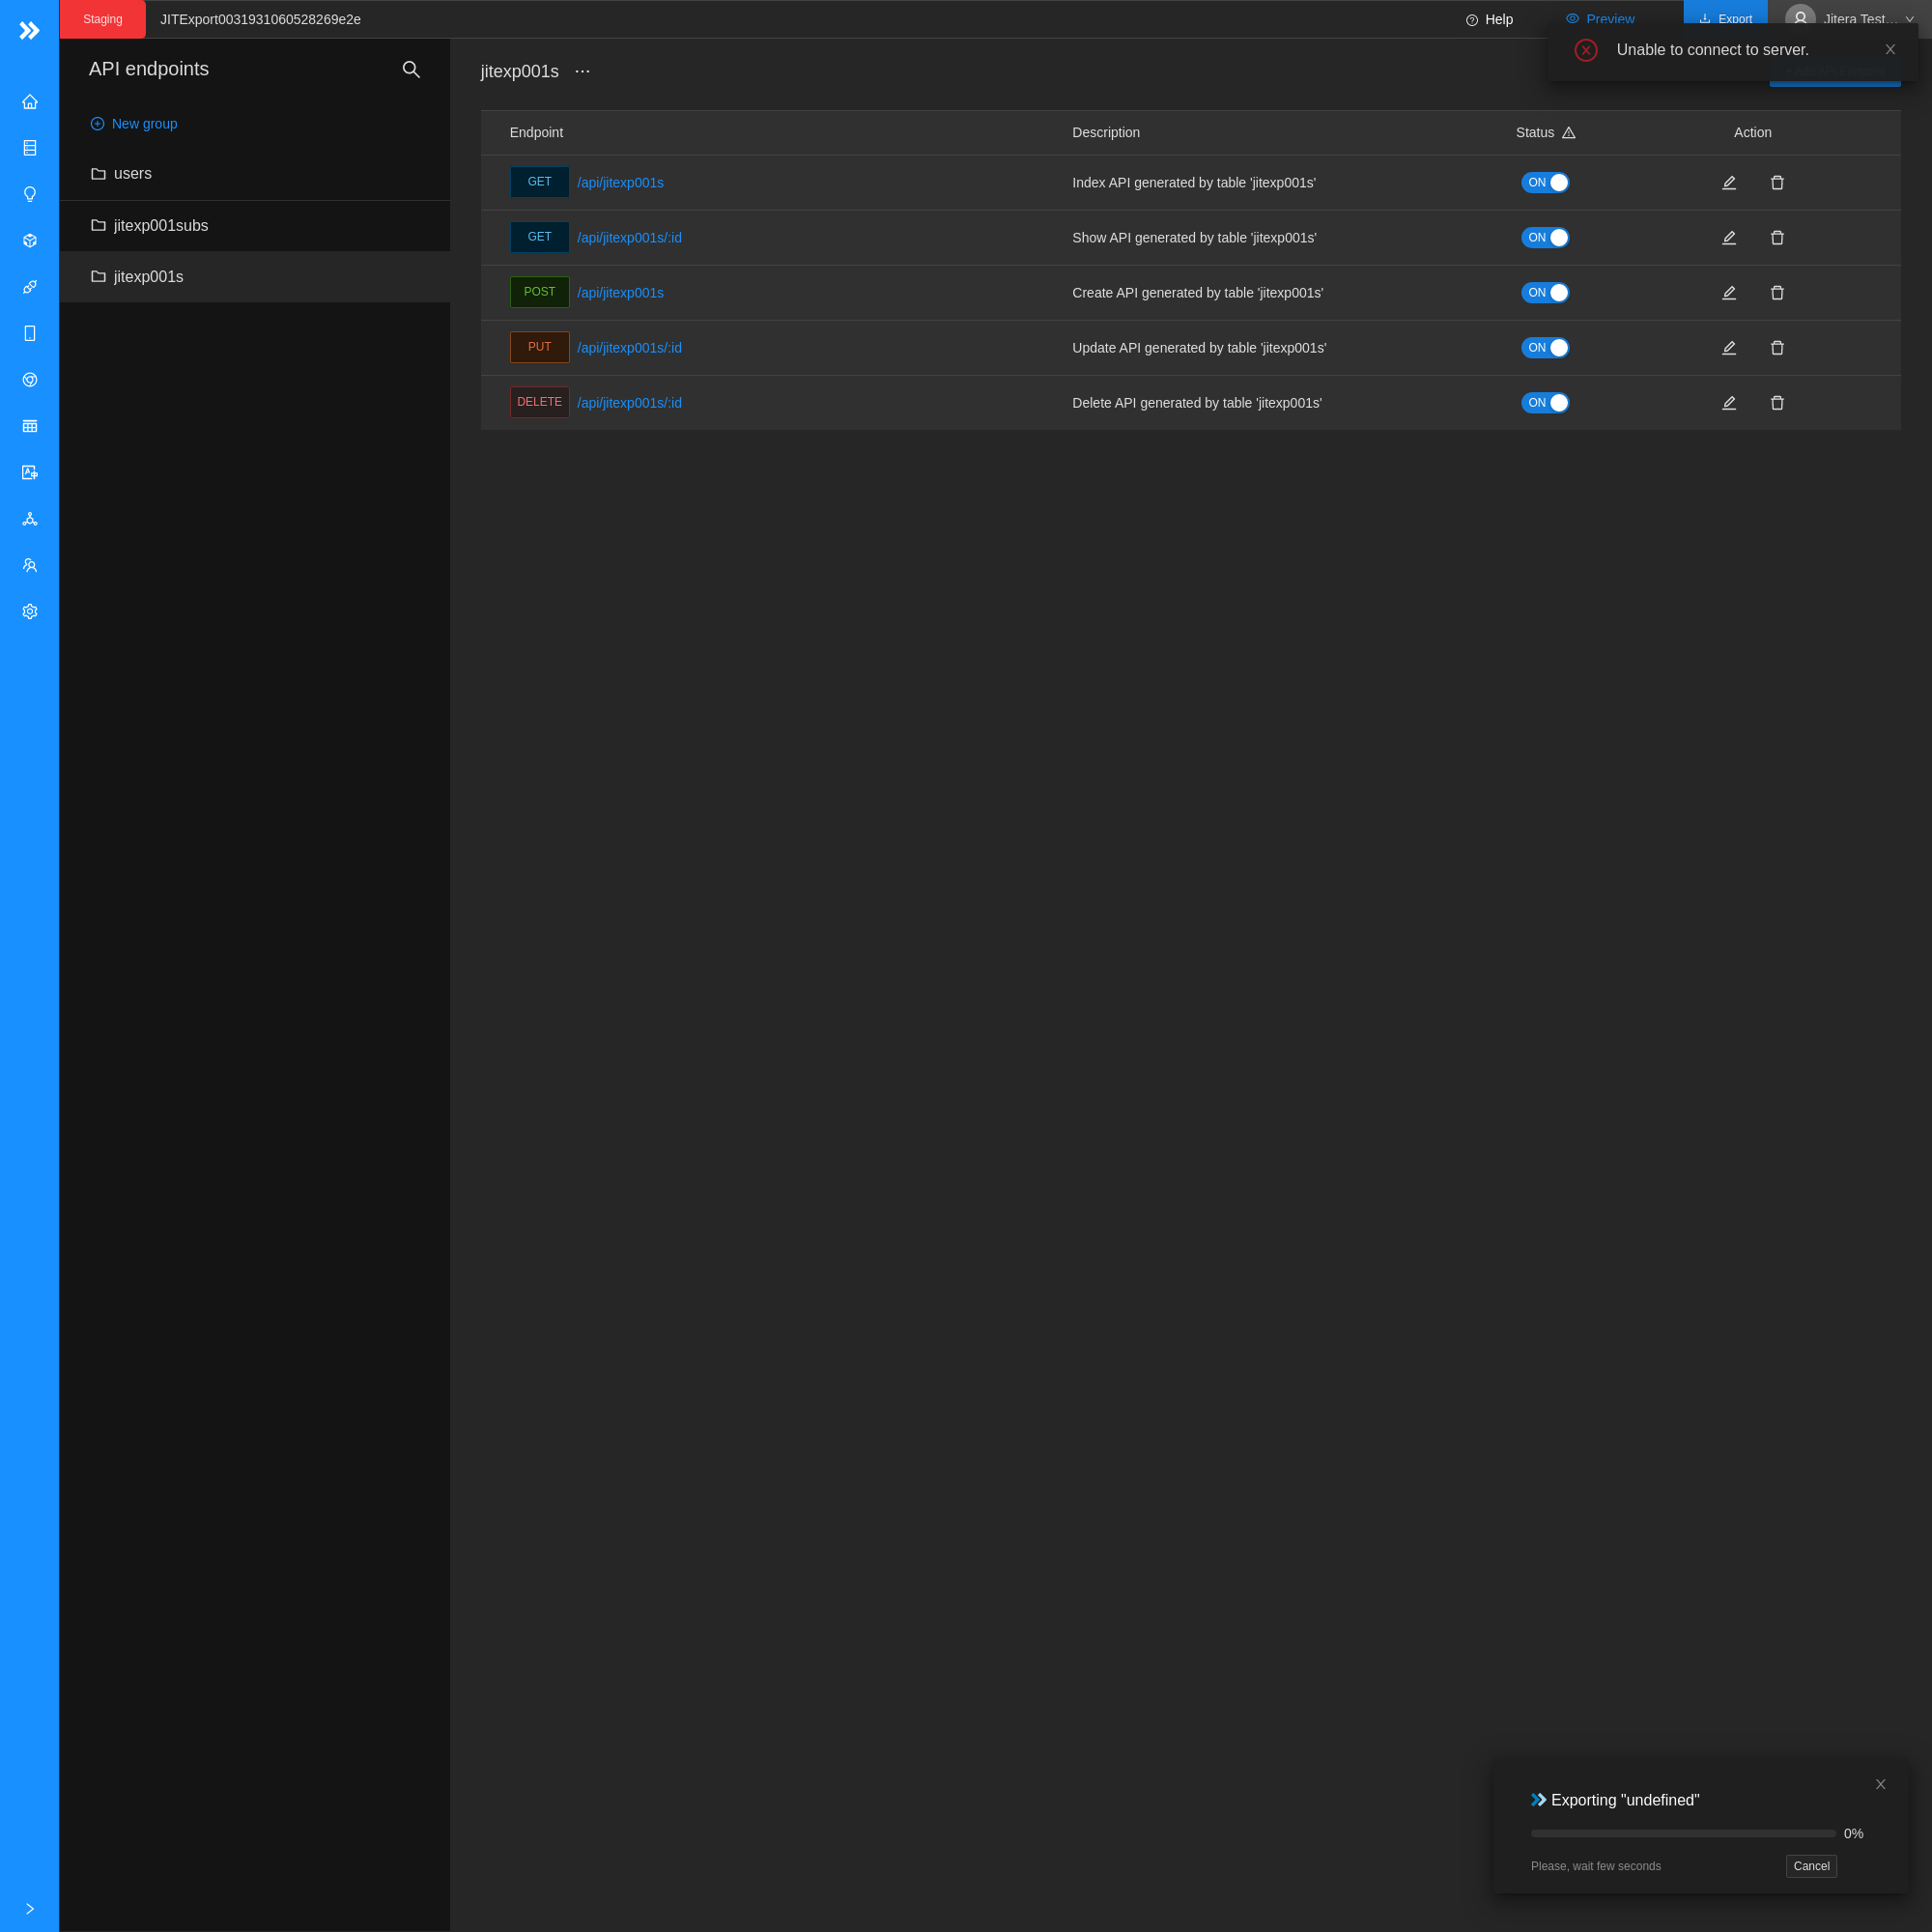 Staging
JITExport0031931060528269e2e
Help
Preview
Export
Jitera Test...
Unable to connect to server.
API endpoints
New group
users
jitexp001subs
jitexp001s
jitexp001s
Endpoint Description Status Action
GET /api/jitexp001s Index API generated by table 'jitexp001s' ON
GET /api/jitexp001s/:id Show API generated by table 'jitexp001s' ON
POST /api/jitexp001s Create API generated by table 'jitexp001s' ON
PUT /api/jitexp001s/:id Update API generated by table 'jitexp001s' ON
DELETE /api/jitexp001s/:id Delete API generated by table 'jitexp001s' ON
Exporting "undefined"
0%
Please, wait few seconds
Cancel